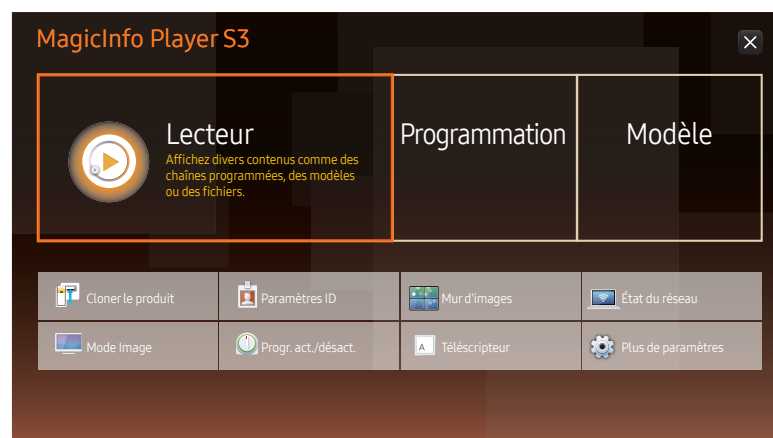 MagicInfo Player S3
Lecteur
Affichez divers contenus comme des
chaînes programmées, des modèles
ou des fichiers.
Programmation
Modèle
Cloner le produit
Paramètres ID
Mur d'images
État du réseau
Mode Image
Progr. act./désact.
A
Téléscripteur
Plus de paramètres